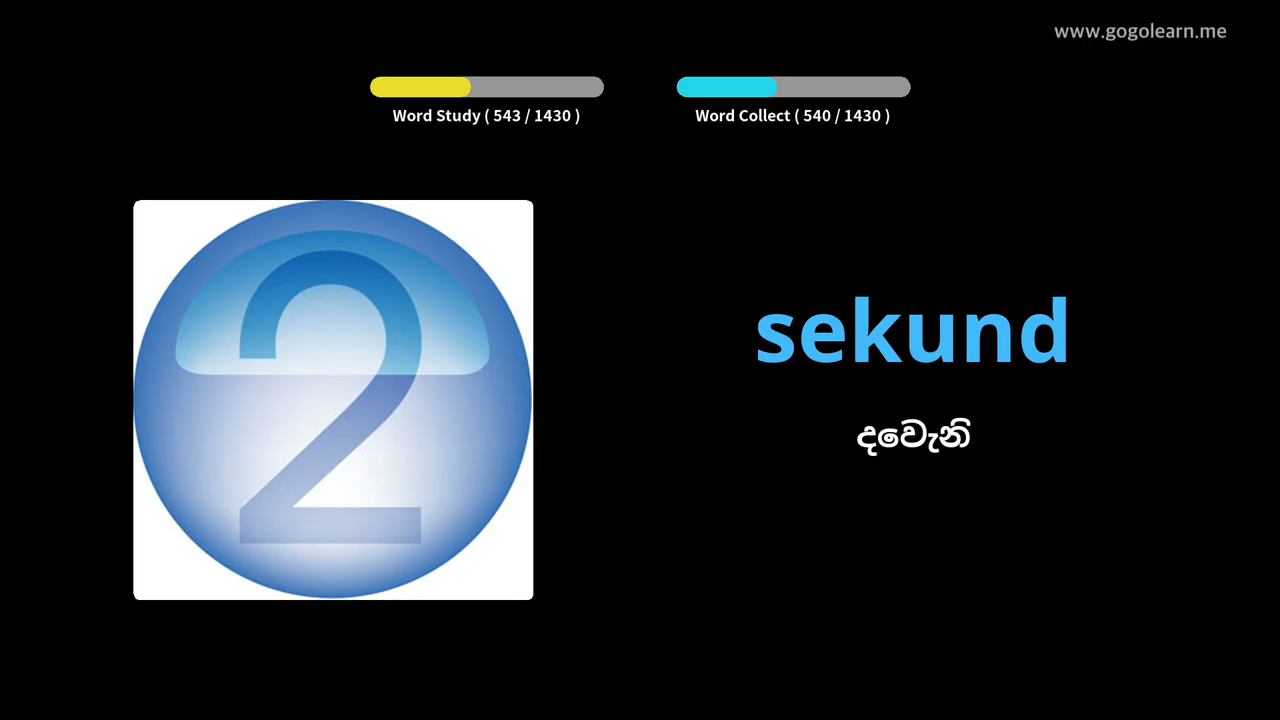 www.gogolearn.me
Word Study ( 543 / 1430 )
Word Collect ( 540 / 1430 )
2
sekund
දෙවැනි